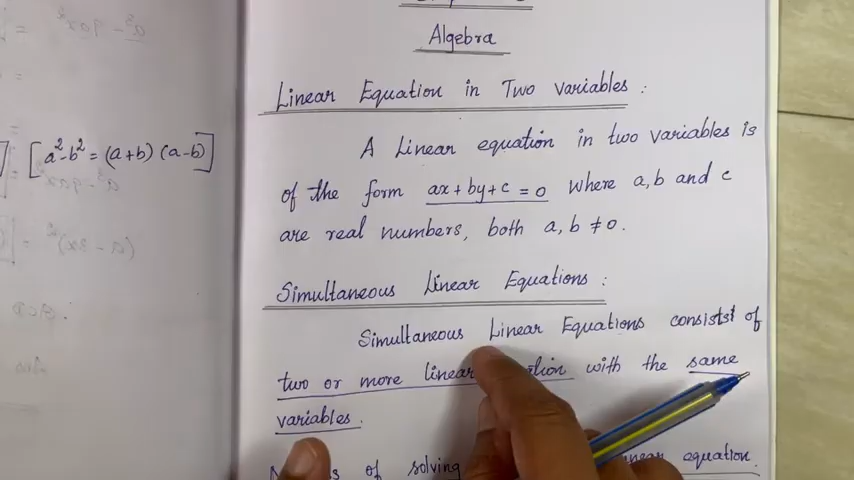 Algebra
Linear Equation in Two variables :
A Linear equation in two variables is
of the form ax + by + c = 0 where a, b and c
are real numbers, both a, b ≠ 0.
Simultaneous Linear Equations :
Simultaneous Linear Equations consists of
two or more linear with the same
variables.
of solving equation.
[a²-b² = (a+b) (a-b)]